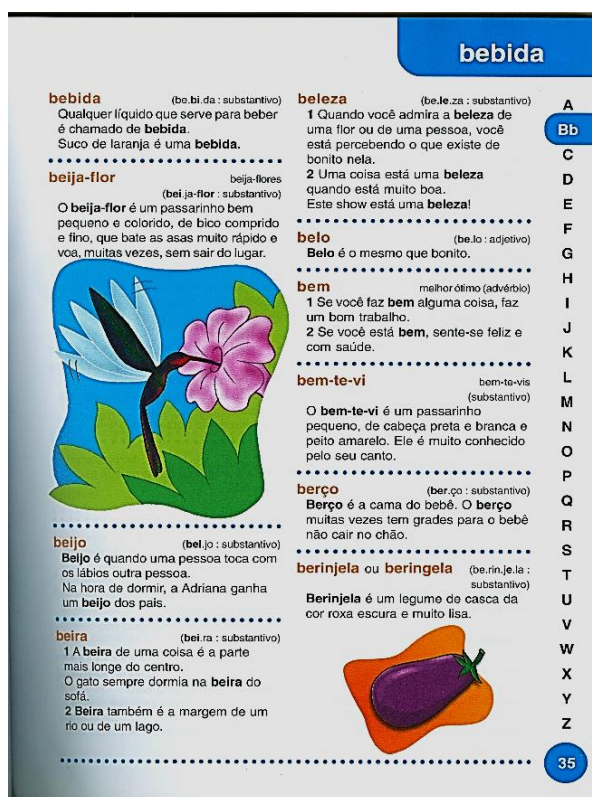 bebida
bebida (be.bi.da : substantivo)
Qualquer líquido que serve para beber
é chamado de bebida.
Suco de laranja é uma bebida.
beija-flor beija-flores
(bei.ja-flor : substantivo)
O beija-flor é um passarinho bem
pequeno e colorido, de bico comprido
e fino, que bate as asas muito rápido e
voa, muitas vezes, sem sair do lugar.
beijo (bei.jo : substantivo)
Beijo é quando uma pessoa toca com
os lábios outra pessoa.
Na hora de dormir, a Adriana ganha
um beijo dos pais.
beira (bei.ra : substantivo)
1 A beira de uma coisa é a parte
mais longe do centro.
O gato sempre dormia na beira do
sofá.
2 Beira também é a margem de um
rio ou de um lago.
beleza (be.le.za : substantivo)
1 Quando você admira a beleza de
uma flor ou de uma pessoa, você
está percebendo o que existe de
bonito nela.
2 Uma coisa está uma beleza
quando está muito boa.
Este show está uma beleza!
belo (be.lo : adjetivo)
Belo é o mesmo que bonito.
bem melhor ótimo (advérbio)
1 Se você faz bem alguma coisa, faz
um bom trabalho.
2 Se você está bem, sente-se feliz e
com saúde.
bem-te-vi bem-te-vis
(substantivo)
O bem-te-vi é um passarinho
pequeno, de cabeça preta e branca e
peito amarelo. Ele é muito conhecido
pelo seu canto.
berço (ber.ço : substantivo)
Berço é a cama do bebê. O berço
muitas vezes tem grades para o bebê
não cair no chão.
berinjela ou beringela (be.rin.je.la :
substantivo)
Berinjela é um legume de casca da
cor roxa escura e muito lisa.
A
Bb
C
D
E
F
G
H
I
J
K
L
M
N
O
P
Q
R
S
T
U
V
W
X
Y
Z
35